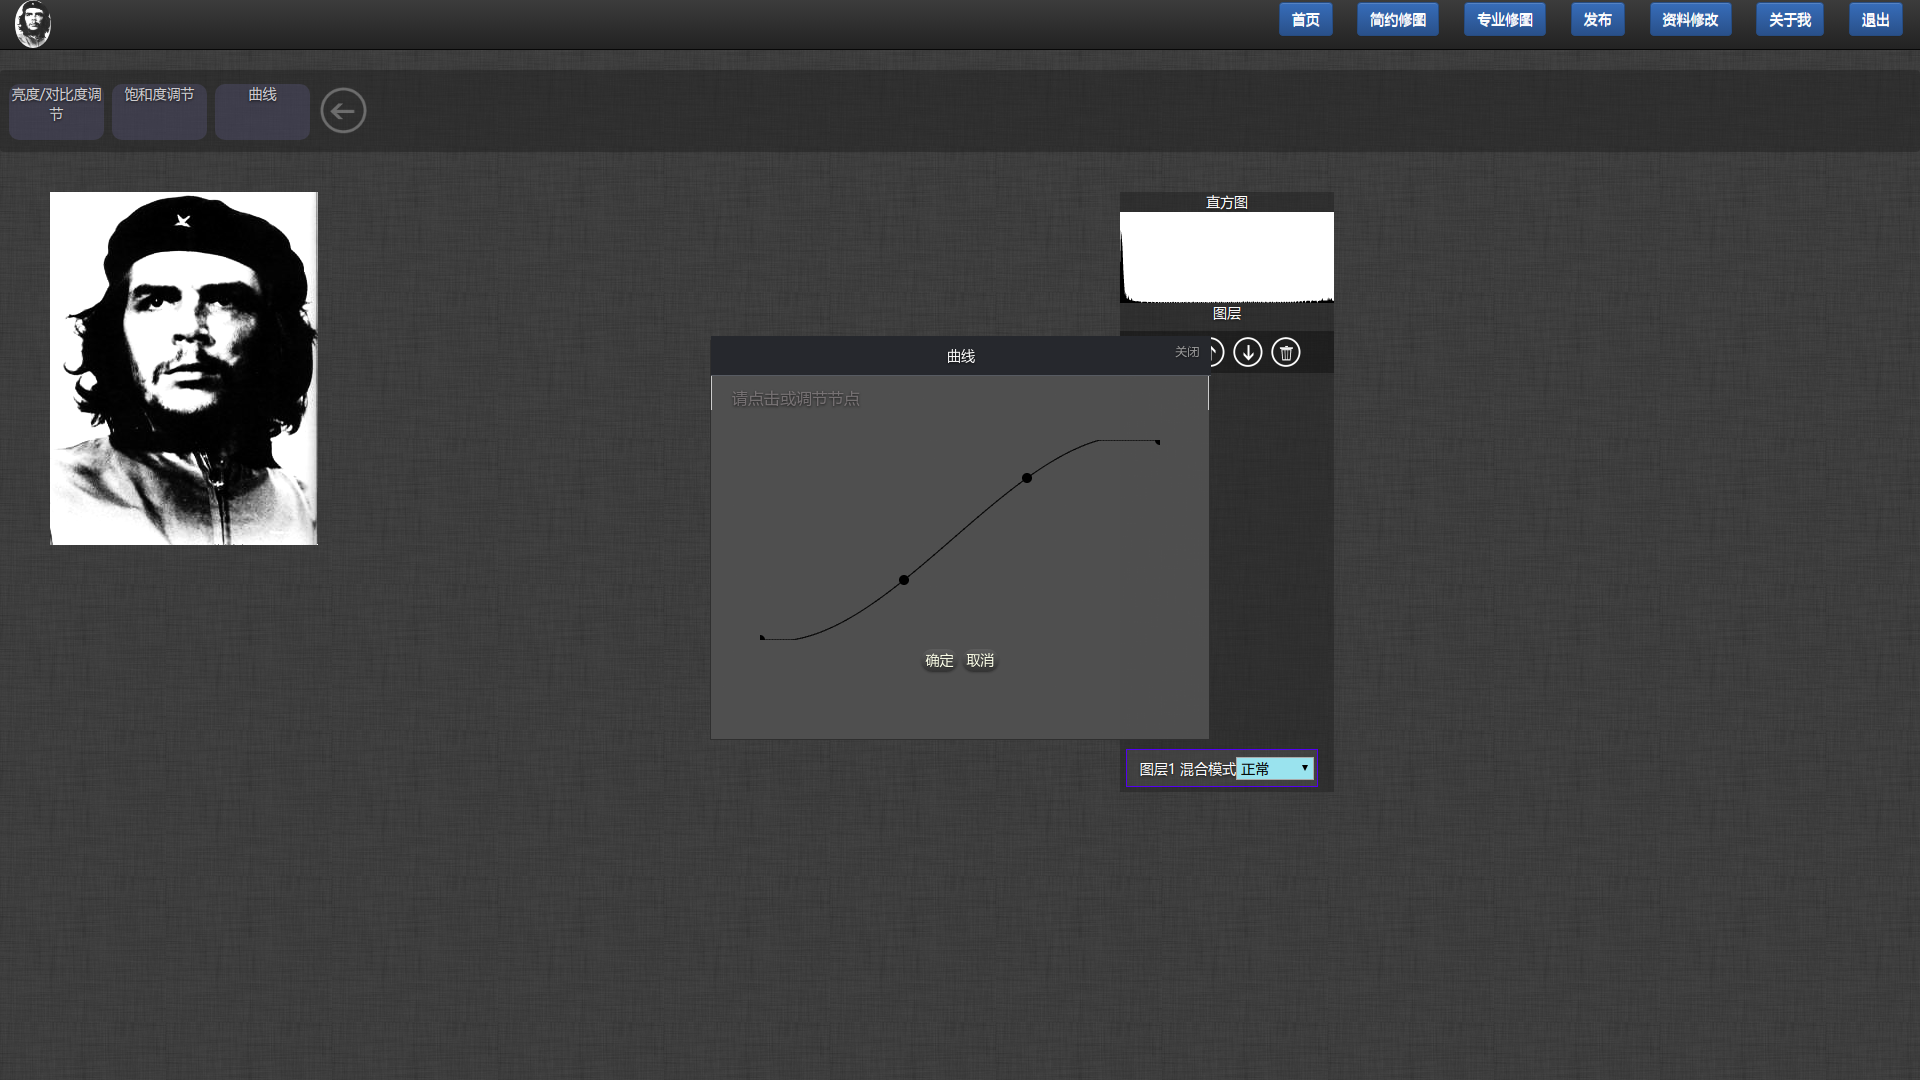 首页 简约修图 专业修图 发布 资料修改 关于我 退出
亮度/对比度调
节
饱和度调节
曲线
直方图
图层
曲线
关闭
请点击或调节节点
确定 取消
图层1 混合模式 正常